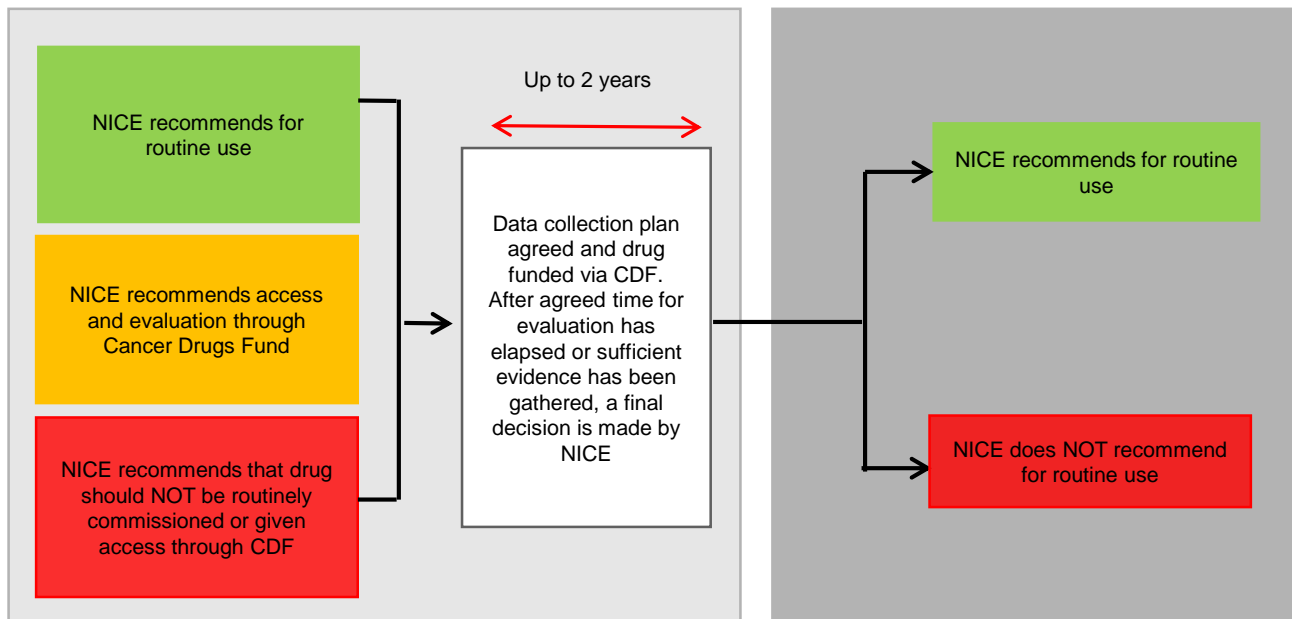 NICE recommends for
routine use
NICE recommends access
and evaluation through
Cancer Drugs Fund
NICE recommends that drug
should NOT be routinely
commissioned or given
access through CDF
Up to 2 years
Data collection plan
agreed and drug
funded via CDF.
After agreed time for
evaluation has
elapsed or sufficient
evidence has been
gathered, a final
decision is made by
NICE
NICE recommends for routine
use
NICE does NOT recommend
for routine use